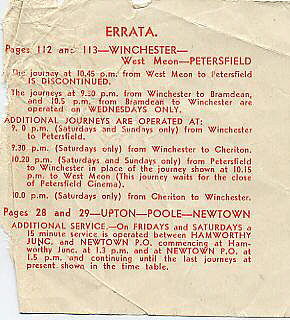 ERRATA.
Pages 112 and 113—WINCHESTER—
West Meon—PETERSFIELD
The jouinay at 10.45 p.m. from West Meon to Petersfield
IS DISCONTINUED.
The journeys at 9.50 p.m. from Winchester to Bramdean,
and 10.5 p.m. from Bramdean to Winchester are
operated on WEDNESDAYS ONLY.
ADDITIONAL JOURNEYS ARE OPERATED AT:
9. 0 p.m. (Saturdays and Sundays only) from Winchester
to Petersfield.
9.30 p.m. (Saturdays only) from Winchester to Cheriton.
10.20 p.m. (Saturdays and Sundays only) from Petersfield
to Winchester in place of the journey shown at 10.15
p.m. to West Meon (This journey waits for the close
of Petersfield Cinema).
10.0 p.m. (Saturdays only) from Cheriton to Winchester.
Pages 28 and 29—UPTON—POOLE—NEWTOWN
ADDITIONAL SERVICE.—On FRIDAYS and SATURDAYS a
15 minute service is operated between HAMWORTHY
JUNC. and NEWTOWN P.O. commencing at Ham-
worthy Junc. at 1.3 p.m. and at NEWTOWN P.O. at
1.5 p.m. and continuing until the last journeys at
present shown in the time table.